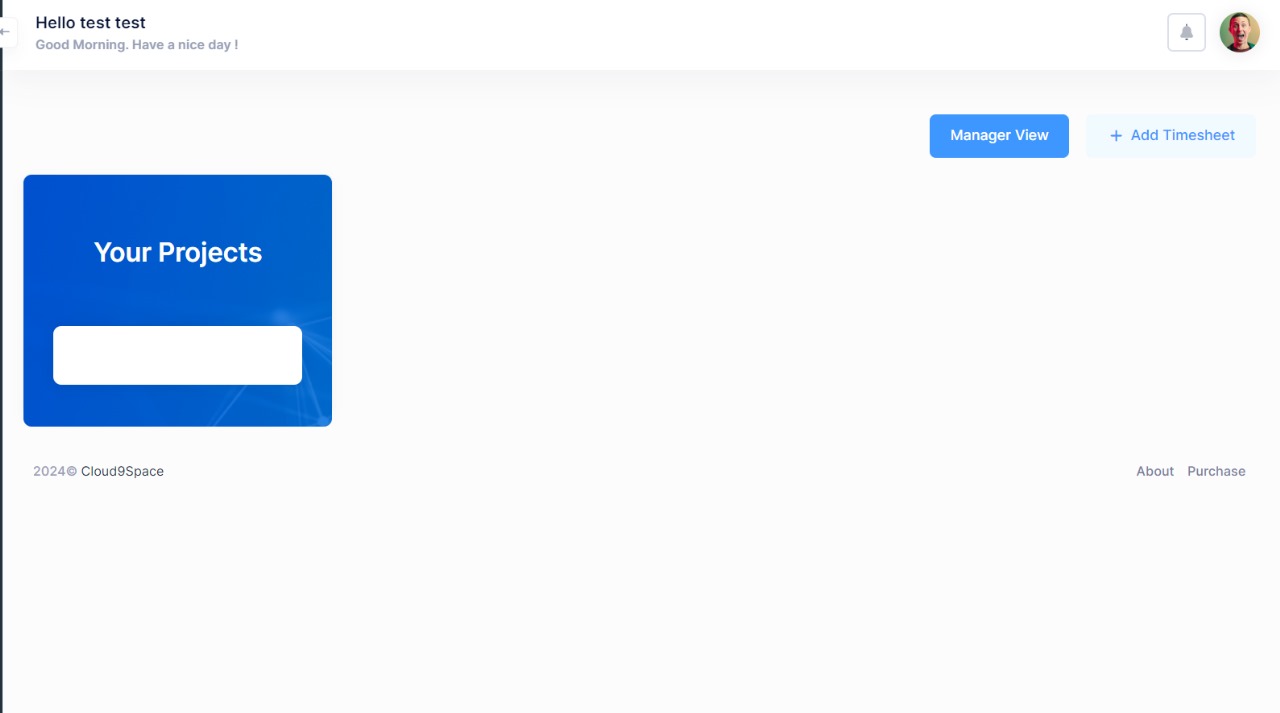 Hello test test
Good Morning. Have a nice day !
Manager View
Add Timesheet
Your Projects
2024© Cloud9Space
About Purchase